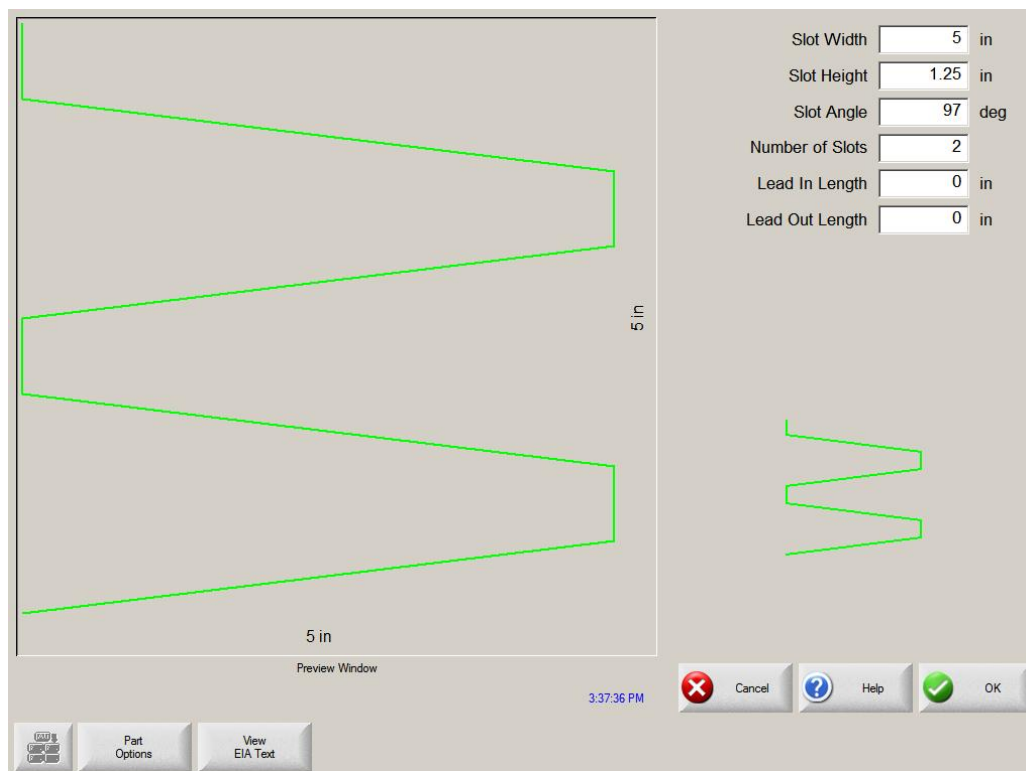 Slot Width 5 in
Slot Height 1.25 in
Slot Angle 97 deg
Number of Slots 2
Lead In Length 0 in
Lead Out Length 0 in
5 in
5 in
Preview Window
3:37:36 PM
Cancel
Help
OK
Part
Options
View
EIA Text